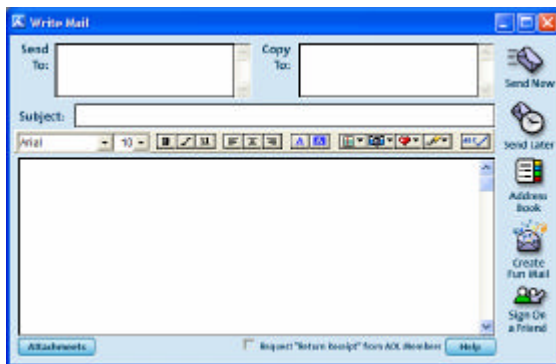 Write Mail
Send To:
Copy To:
Send Now
Subject:
Send Later
Arial 10 B I U A A ABC
Address Book
Create Fun Mail
Sign On a Friend
Attachments
Request "Return Receipt" from AOL Members
Help